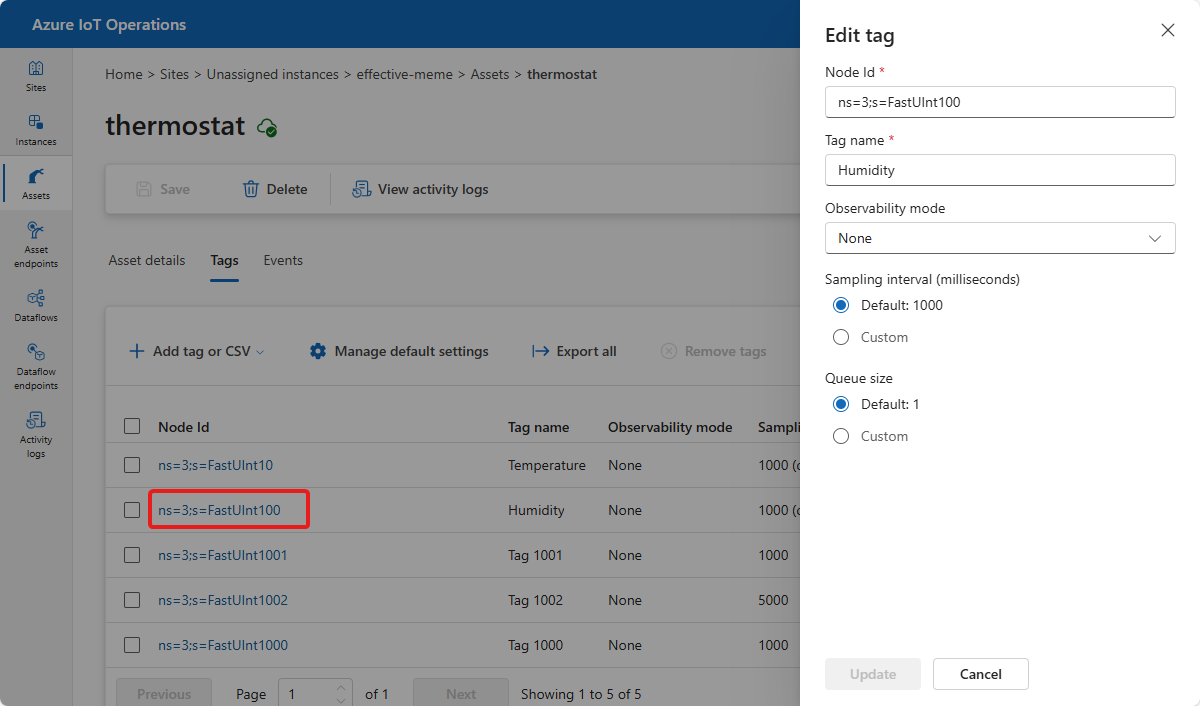 Azure IoT Operations
Sites
Instances
Assets
Asset
endpoints
Dataflows
Dataflow
endpoints
Activity
logs
Home > Sites > Unassigned instances > effective-meme > Assets > thermostat
thermostat
Save Delete View activity logs
Asset details Tags Events
Add tag or CSV Manage default settings Export all Remove tags
Node Id Tag name Observability mode Sampli
ns=3;s=FastUInt10 Temperature None 1000 (d
ns=3;s=FastUInt100 Humidity None 1000 (d
ns=3;s=FastUInt1001 Tag 1001 None 1000
ns=3;s=FastUInt1002 Tag 1002 None 5000
ns=3;s=FastUInt1000 Tag 1000 None 1000
Previous Page 1 of 1 Next Showing 1 to 5 of 5
Edit tag
Node Id *
ns=3;s=FastUInt100
Tag name *
Humidity
Observability mode
None
Sampling interval (milliseconds)
Default: 1000
Custom
Queue size
Default: 1
Custom
Update Cancel